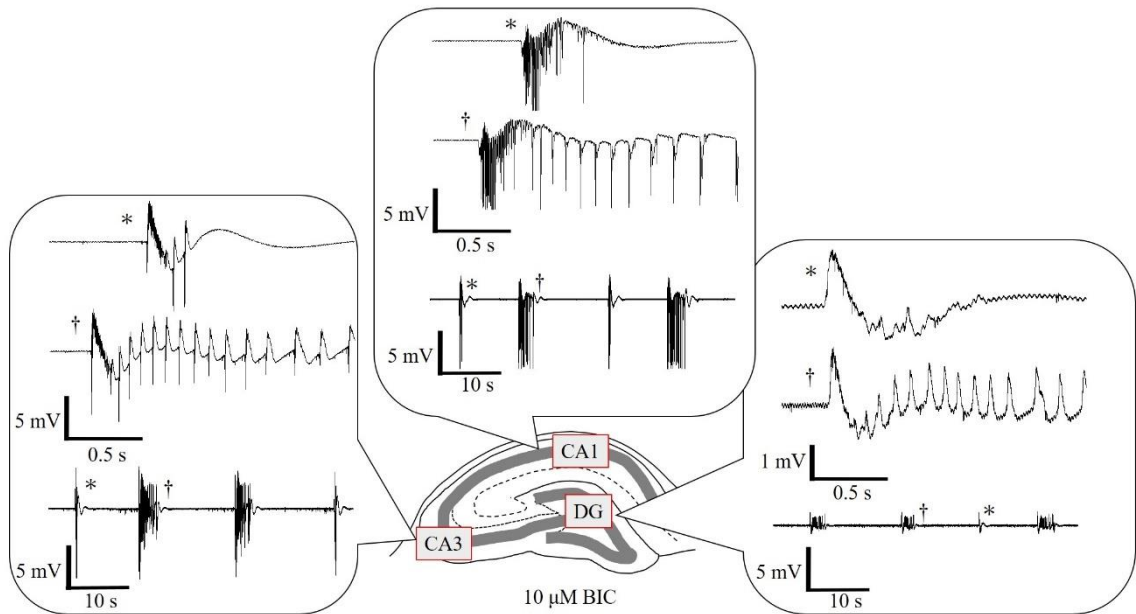 *
†
5 mV
0.5 s
* †
5 mV
10 s
*
†
5 mV
0.5 s
* †
5 mV
10 s
*
†
1 mV
0.5 s
† *
5 mV
10 s
CA1
DG
CA3
10 μM BIC